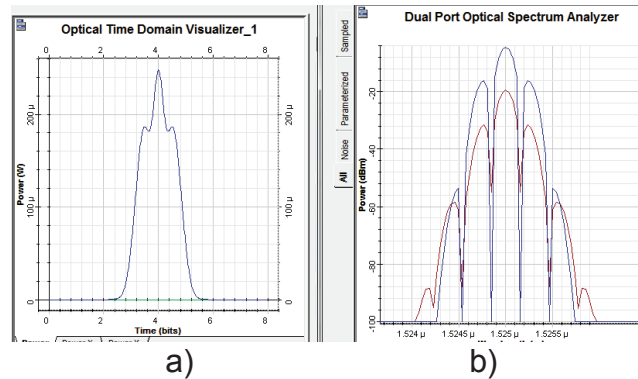 Optical Time Domain Visualizer_1
0 2 4 6 8
Power (W)
0 100 µ 200 µ
0 100 µ 200 µ
0 2 4 6 8
Time (bits)
a)
Dual Port Optical Spectrum Analyzer
Sampled
Parameterized
Noise
All
Power (dBm)
-20
-40
-60
-80
-100
1.524 µ 1.5245 µ 1.525 µ 1.5255 µ
b)